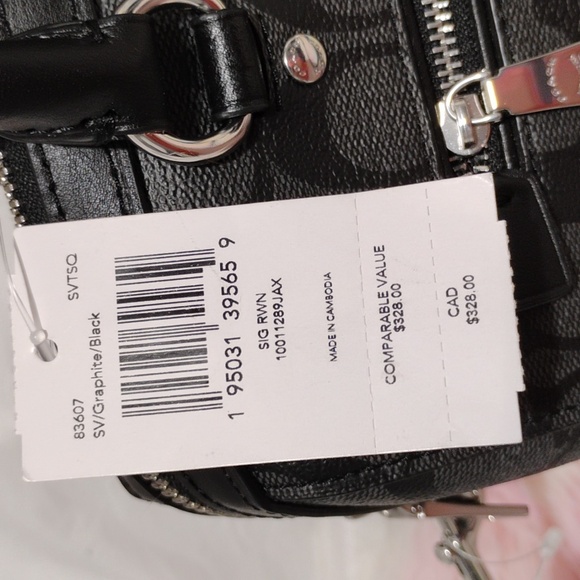 83607 SVTSQ
SV/Graphite/Black
1 95031 39565 9
SIG RWN
10011289JAX
MADE IN CAMBODIA
COMPARABLE VALUE
$328.00
CAD
$328.00